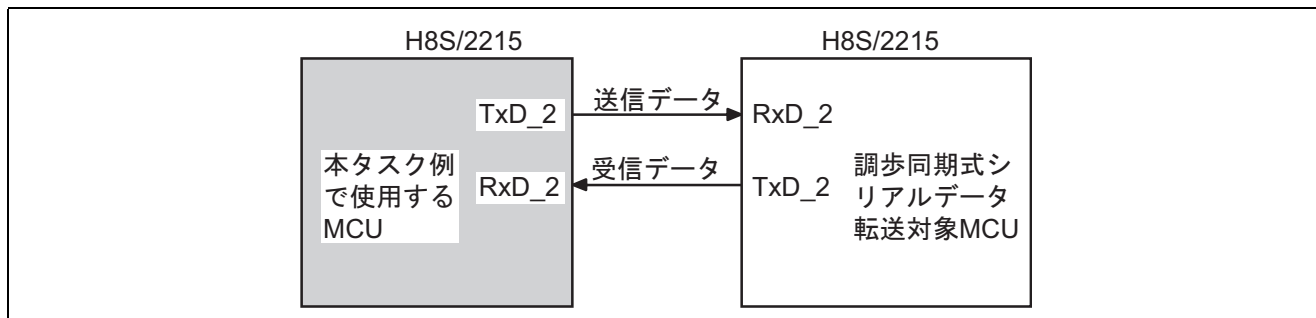 H8S/2215
H8S/2215
TxD_2
送信データ
RxD_2
本タスク例
で使用する
MCU
RxD_2
受信データ
TxD_2
調歩同期式シ
リアルデータ
転送対象MCU